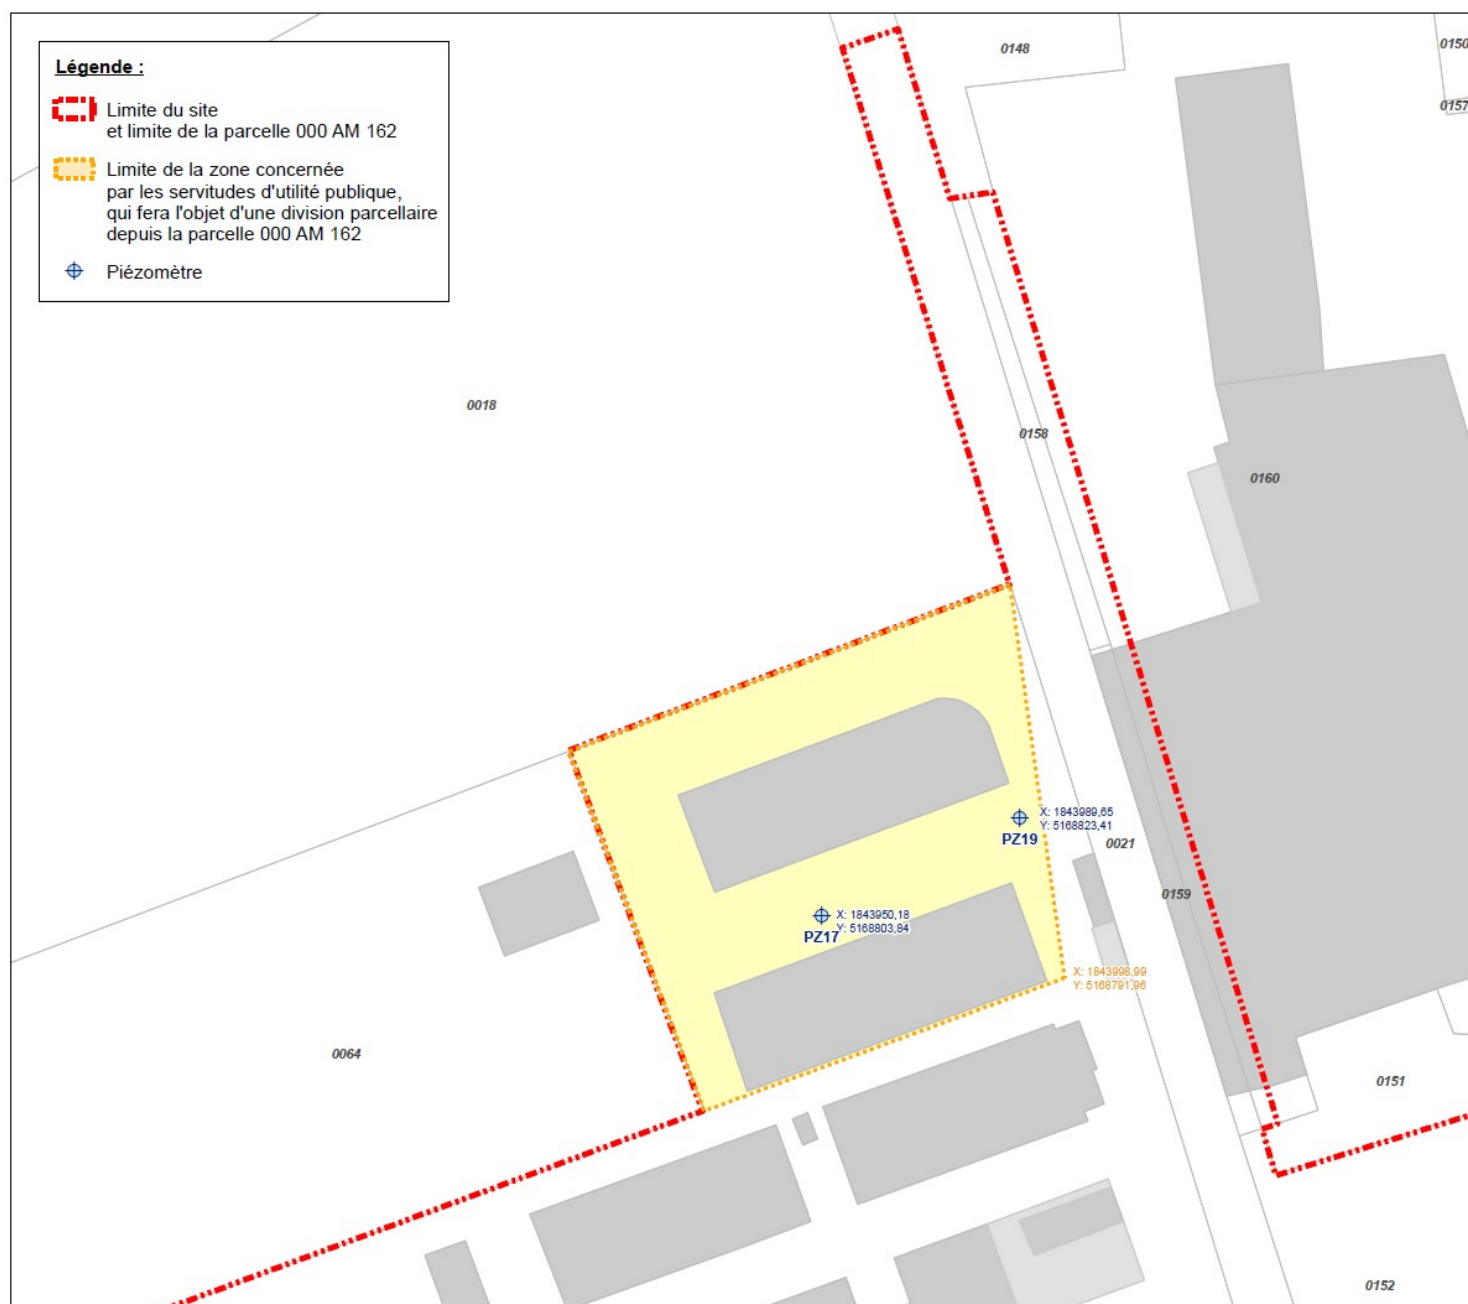 Légende :
Limite du site
et limite de la parcelle 000 AM 162
Limite de la zone concernée
par les servitudes d'utilité publique,
qui fera l'objet d'une division parcellaire
depuis la parcelle 000 AM 162
Piézomètre
0148
0150
0157
0018
0158
0160
X: 1843989,65
Y: 5168823,41
PZ19
0021
0159
X: 1843950,18
Y: 5168803,84
PZ17
X: 1843998,99
Y: 5168791,96
0064
0151
0152